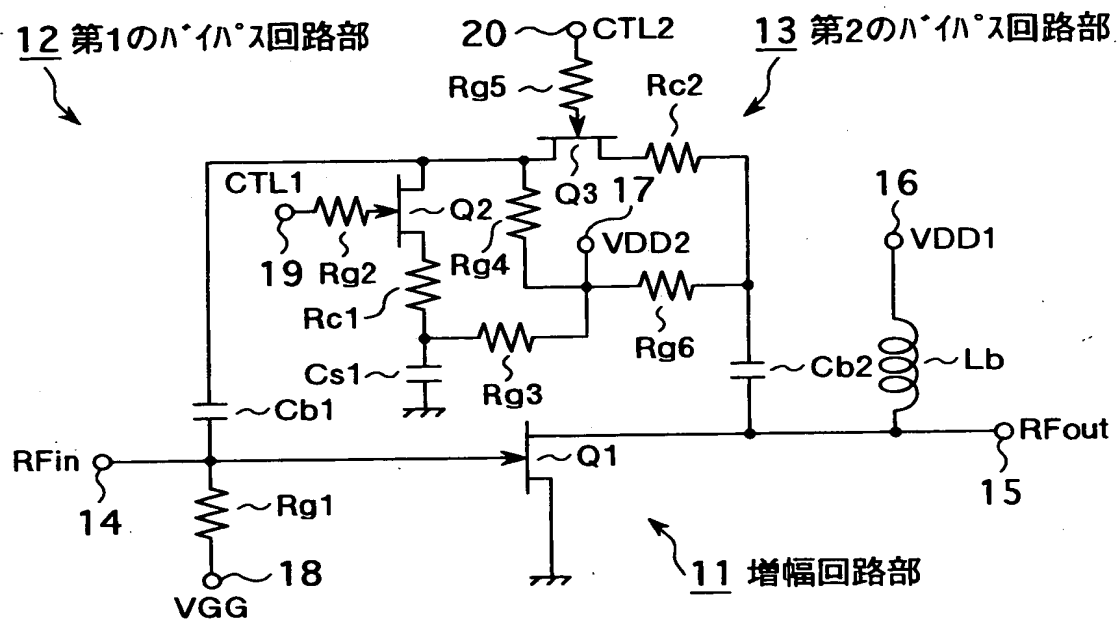 12 第1のバイパス回路部
20 CTL2
13 第2のバイパス回路部
Rg5
Rc2
CTL1
Q3
17
16
Q2
VDD2
VDD1
19
Rg2
Rg4
Rc1
Rg6
Cs1
Rg3
Cb2
Lb
Cb1
RFin
Q1
RFout
14
Rg1
15
18
VGG
11 増幅回路部